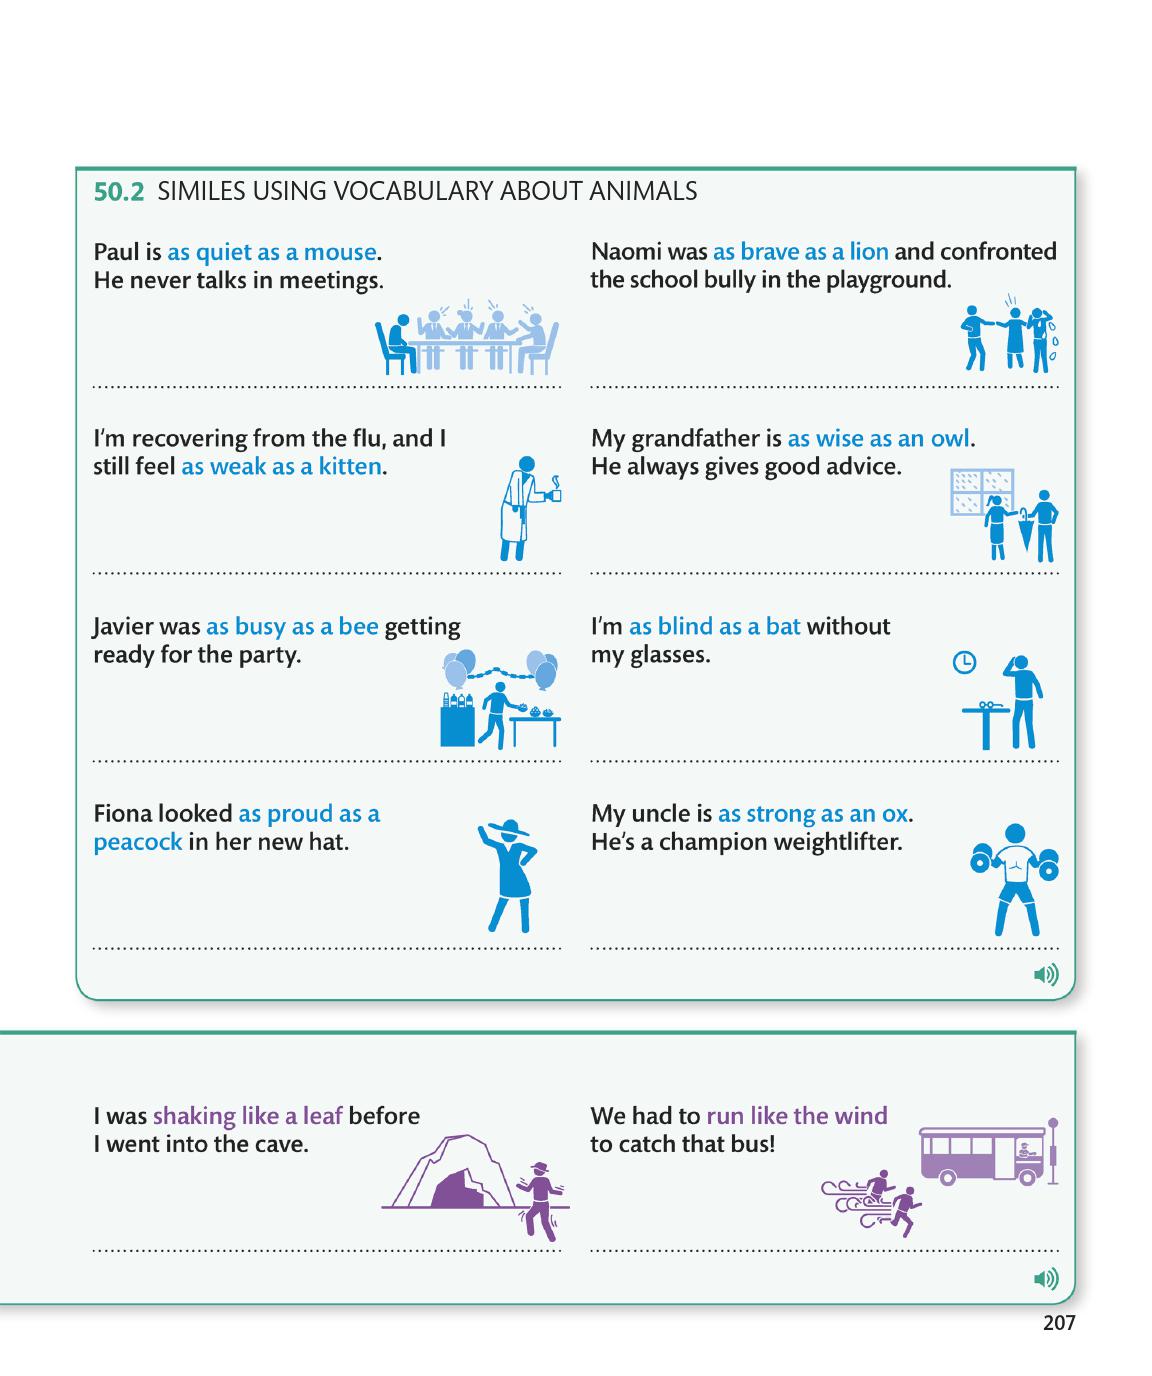 50.2 SIMILES USING VOCABULARY ABOUT ANIMALS
Paul is as quiet as a mouse.
He never talks in meetings.
Naomi was as brave as a lion and confronted
the school bully in the playground.
I'm recovering from the flu, and I
still feel as weak as a kitten.
My grandfather is as wise as an owl.
He always gives good advice.
Javier was as busy as a bee getting
ready for the party.
I'm as blind as a bat without
my glasses.
Fiona looked as proud as a
peacock in her new hat.
My uncle is as strong as an ox.
He's a champion weightlifter.
I was shaking like a leaf before
I went into the cave.
We had to run like the wind
to catch that bus!
207